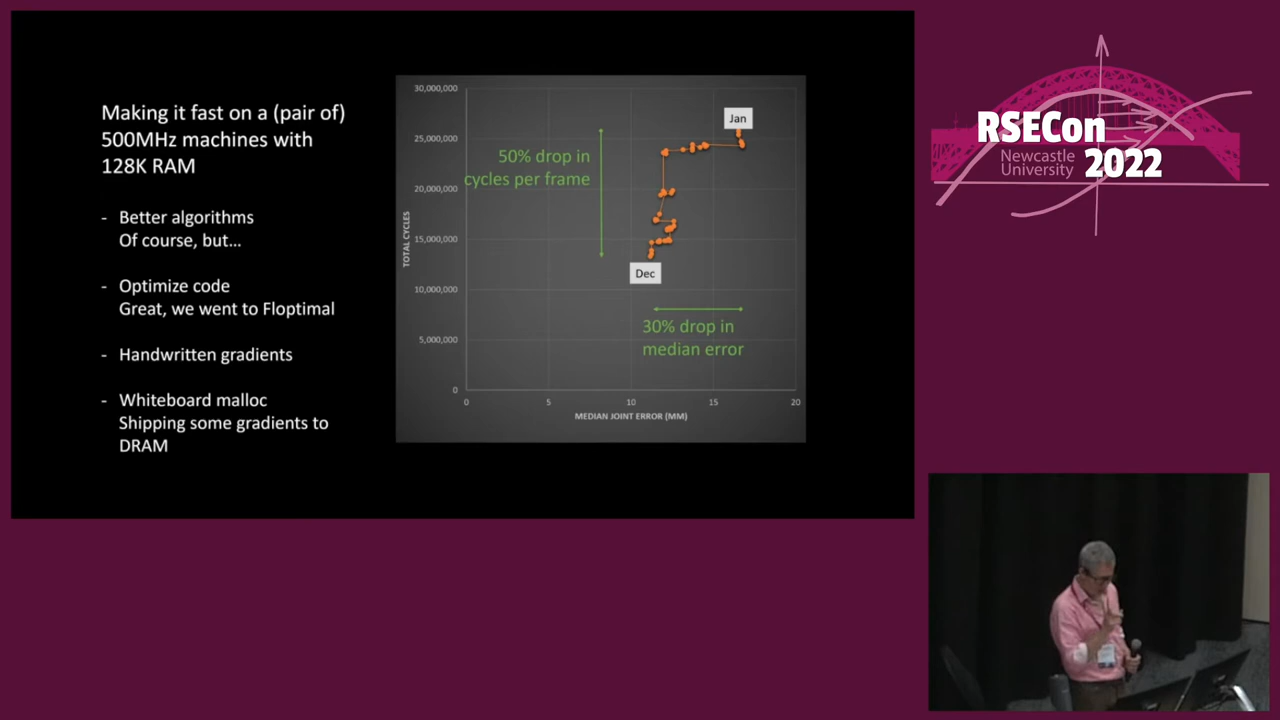 Making it fast on a (pair of)
500MHz machines with
128K RAM
- Better algorithms
Of course, but...
- Optimize code
Great, we went to Floptimal
- Handwritten gradients
- Whiteboard malloc
Shipping some gradients to
DRAM
30,000,000
25,000,000
20,000,000
15,000,000
10,000,000
5,000,000
0
TOTAL CYCLES
50% drop in
cycles per frame
Jan
Dec
30% drop in
median error
0 5 10 15 20
MEDIAN JOINT ERROR (MM)
RSECon
Newcastle
University
2022